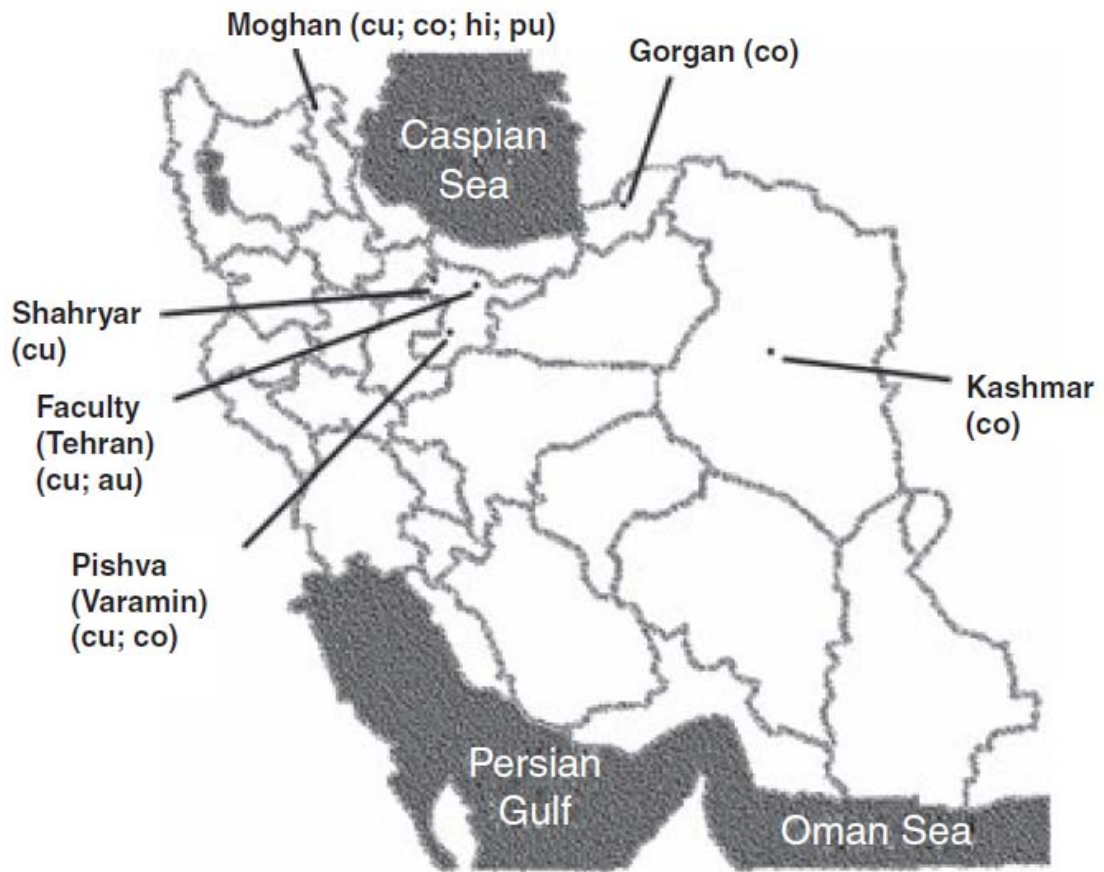 Moghan (cu; co; hi; pu)
Gorgan (co)
Caspian
Sea
Shahryar
(cu)
Faculty
(Tehran)
(cu; au)
Kashmar
(co)
Pishva
(Varamin)
(cu; co)
Persian
Gulf
Oman Sea